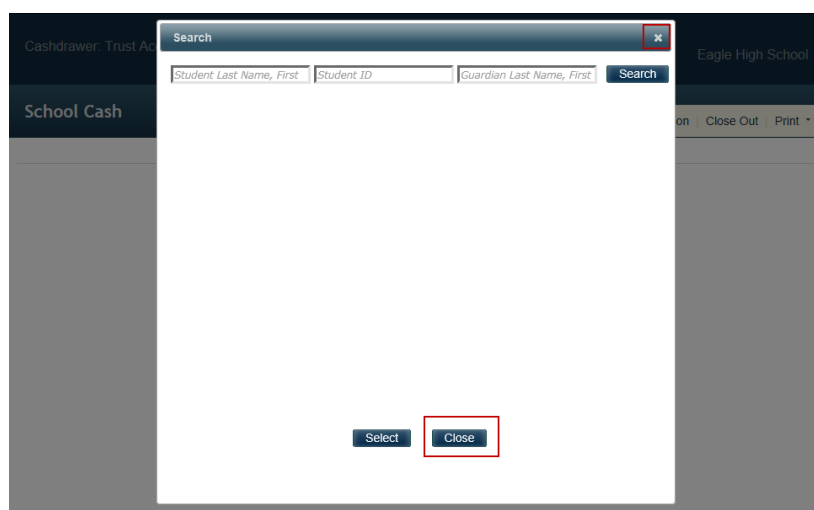 Search
Cashdrawer: Trust Ac
Eagle High School
Student Last Name, First Student ID Guardian Last Name, First Search
School Cash
on Close Out Print
Select Close